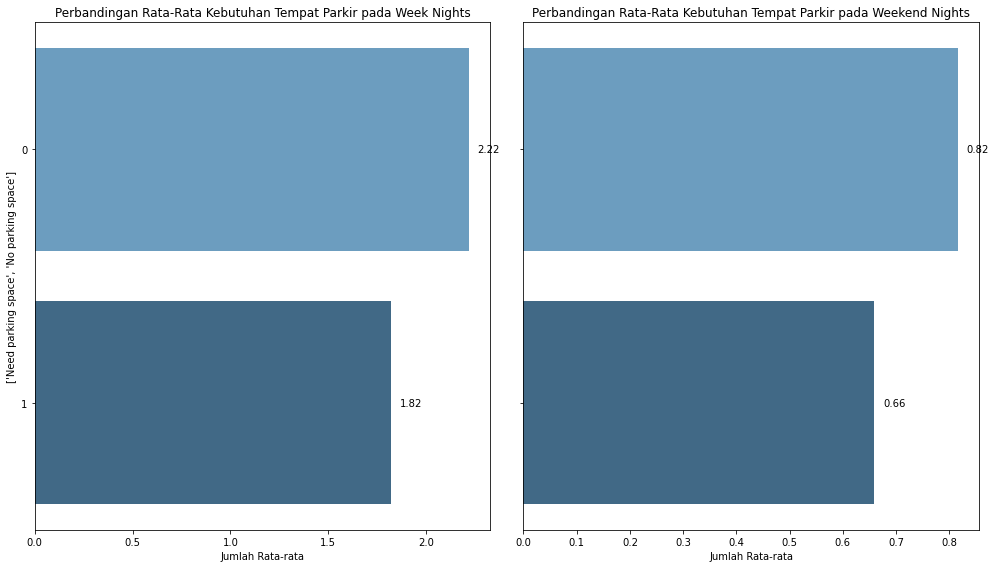 Perbandingan Rata-Rata Kebutuhan Tempat Parkir pada Week Nights
['Need parking space', 'No parking space']
0
1
2.22
1.82
0.0 0.5 1.0 1.5 2.0
Jumlah Rata-rata
Perbandingan Rata-Rata Kebutuhan Tempat Parkir pada Weekend Nights
0.82
0.66
0.0 0.1 0.2 0.3 0.4 0.5 0.6 0.7 0.8
Jumlah Rata-rata